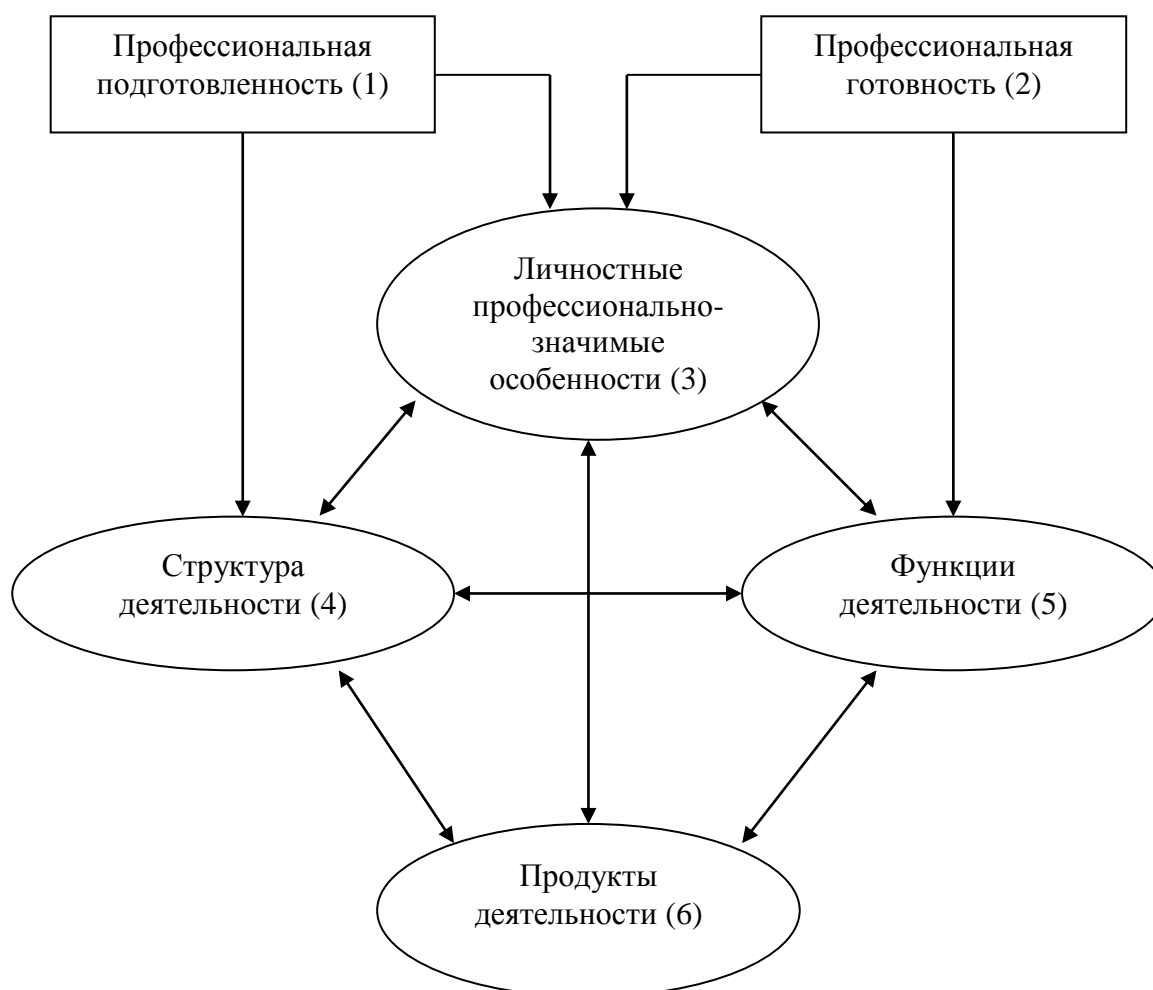 Профессиональная
подготовленность (1)
Профессиональная
готовность (2)
Личностные
профессионально-
значимые
особенности (3)
Структура
деятельности (4)
Функции
деятельности (5)
Продукты
деятельности (6)